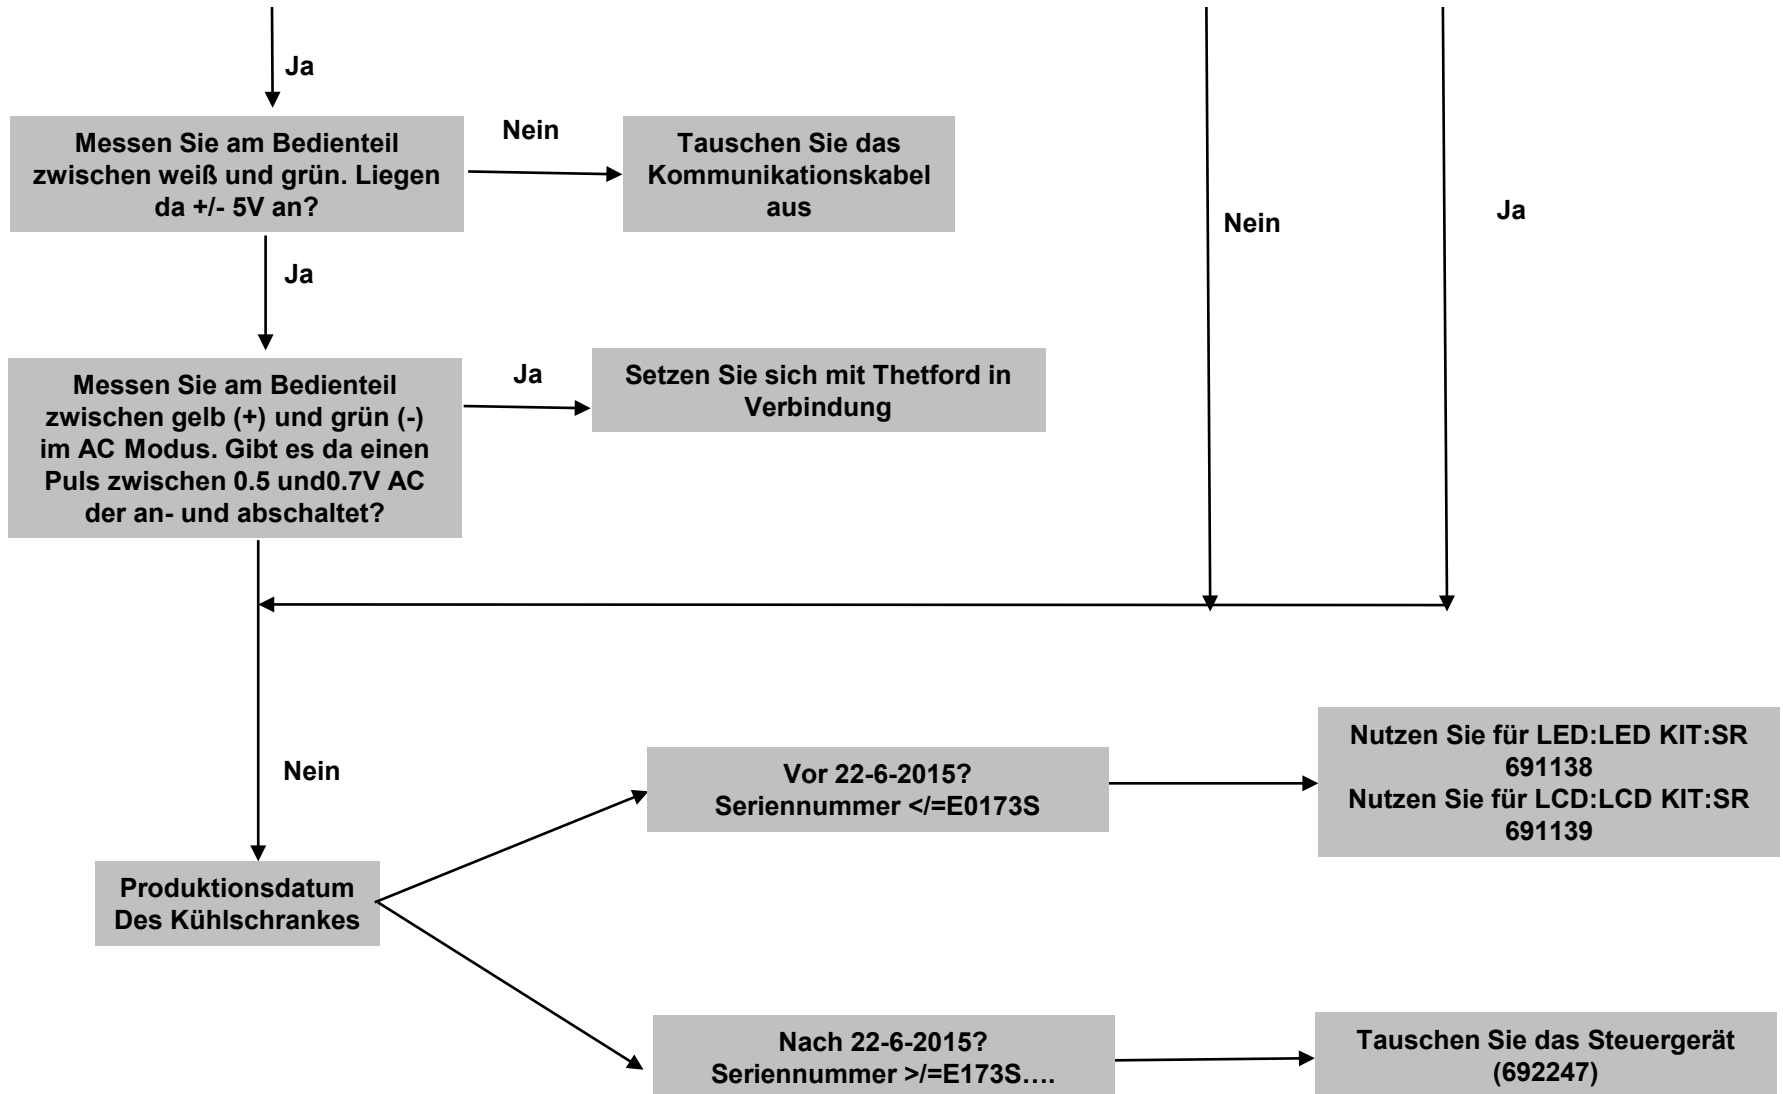 Ja
Messen Sie am Bedienteil
zwischen weiß und grün. Liegen
da +/- 5V an?
Nein
Tauschen Sie das
Kommunikationskabel
aus
Nein
Ja
Ja
Messen Sie am Bedienteil
zwischen gelb (+) und grün (-)
im AC Modus. Gibt es da einen
Puls zwischen 0.5 und0.7V AC
der an- und abschaltet?
Ja
Setzen Sie sich mit Thetford in
Verbindung
Nein
Produktionsdatum
Des Kühlschrankes
Vor 22-6-2015?
Seriennummer </=E0173S
Nutzen Sie für LED:LED KIT:SR
691138
Nutzen Sie für LCD:LCD KIT:SR
691139
Nach 22-6-2015?
Seriennummer >/=E173S….
Tauschen Sie das Steuergerät
(692247)